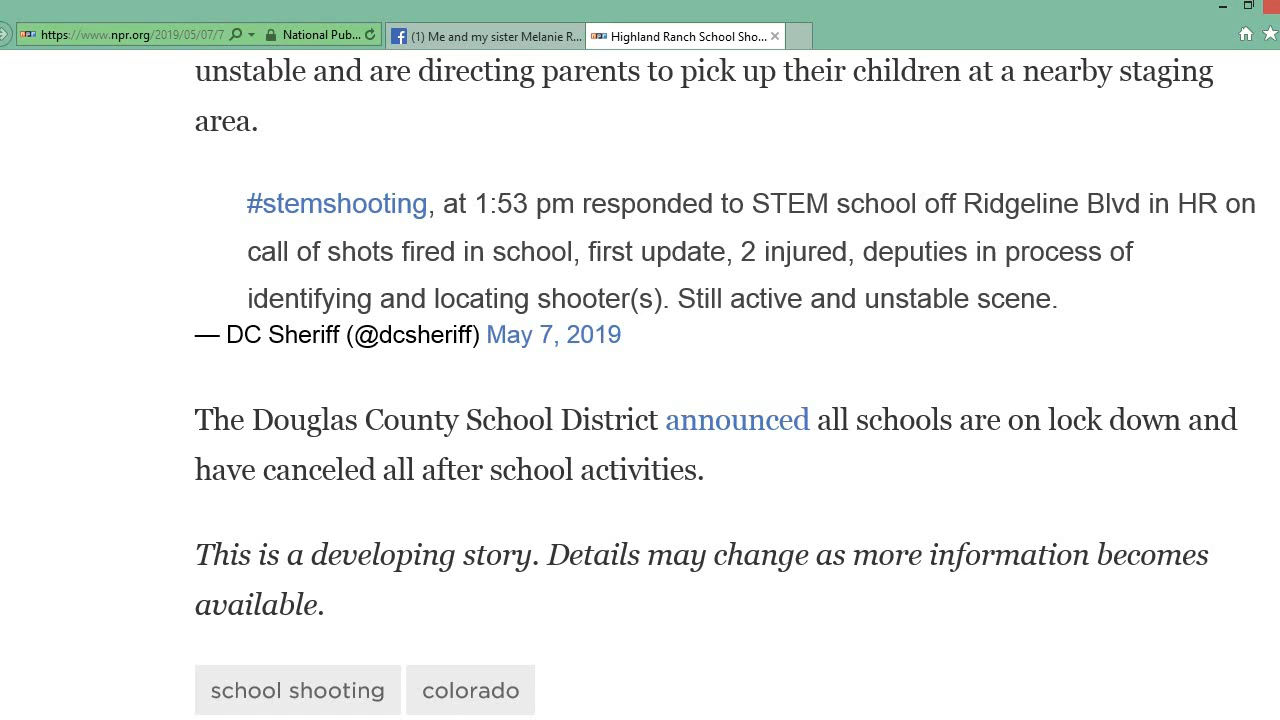 https://www.npr.org/2019/05/07/7
National Pub...
(1) Me and my sister Melanie R...
Highland Ranch School Sho...
unstable and are directing parents to pick up their children at a nearby staging
area.
#stemshooting, at 1:53 pm responded to STEM school off Ridgeline Blvd in HR on
call of shots fired in school, first update, 2 injured, deputies in process of
identifying and locating shooter(s). Still active and unstable scene.
— DC Sheriff (@dcsheriff) May 7, 2019
The Douglas County School District announced all schools are on lock down and
have canceled all after school activities.
This is a developing story. Details may change as more information becomes
available.
school shooting
colorado